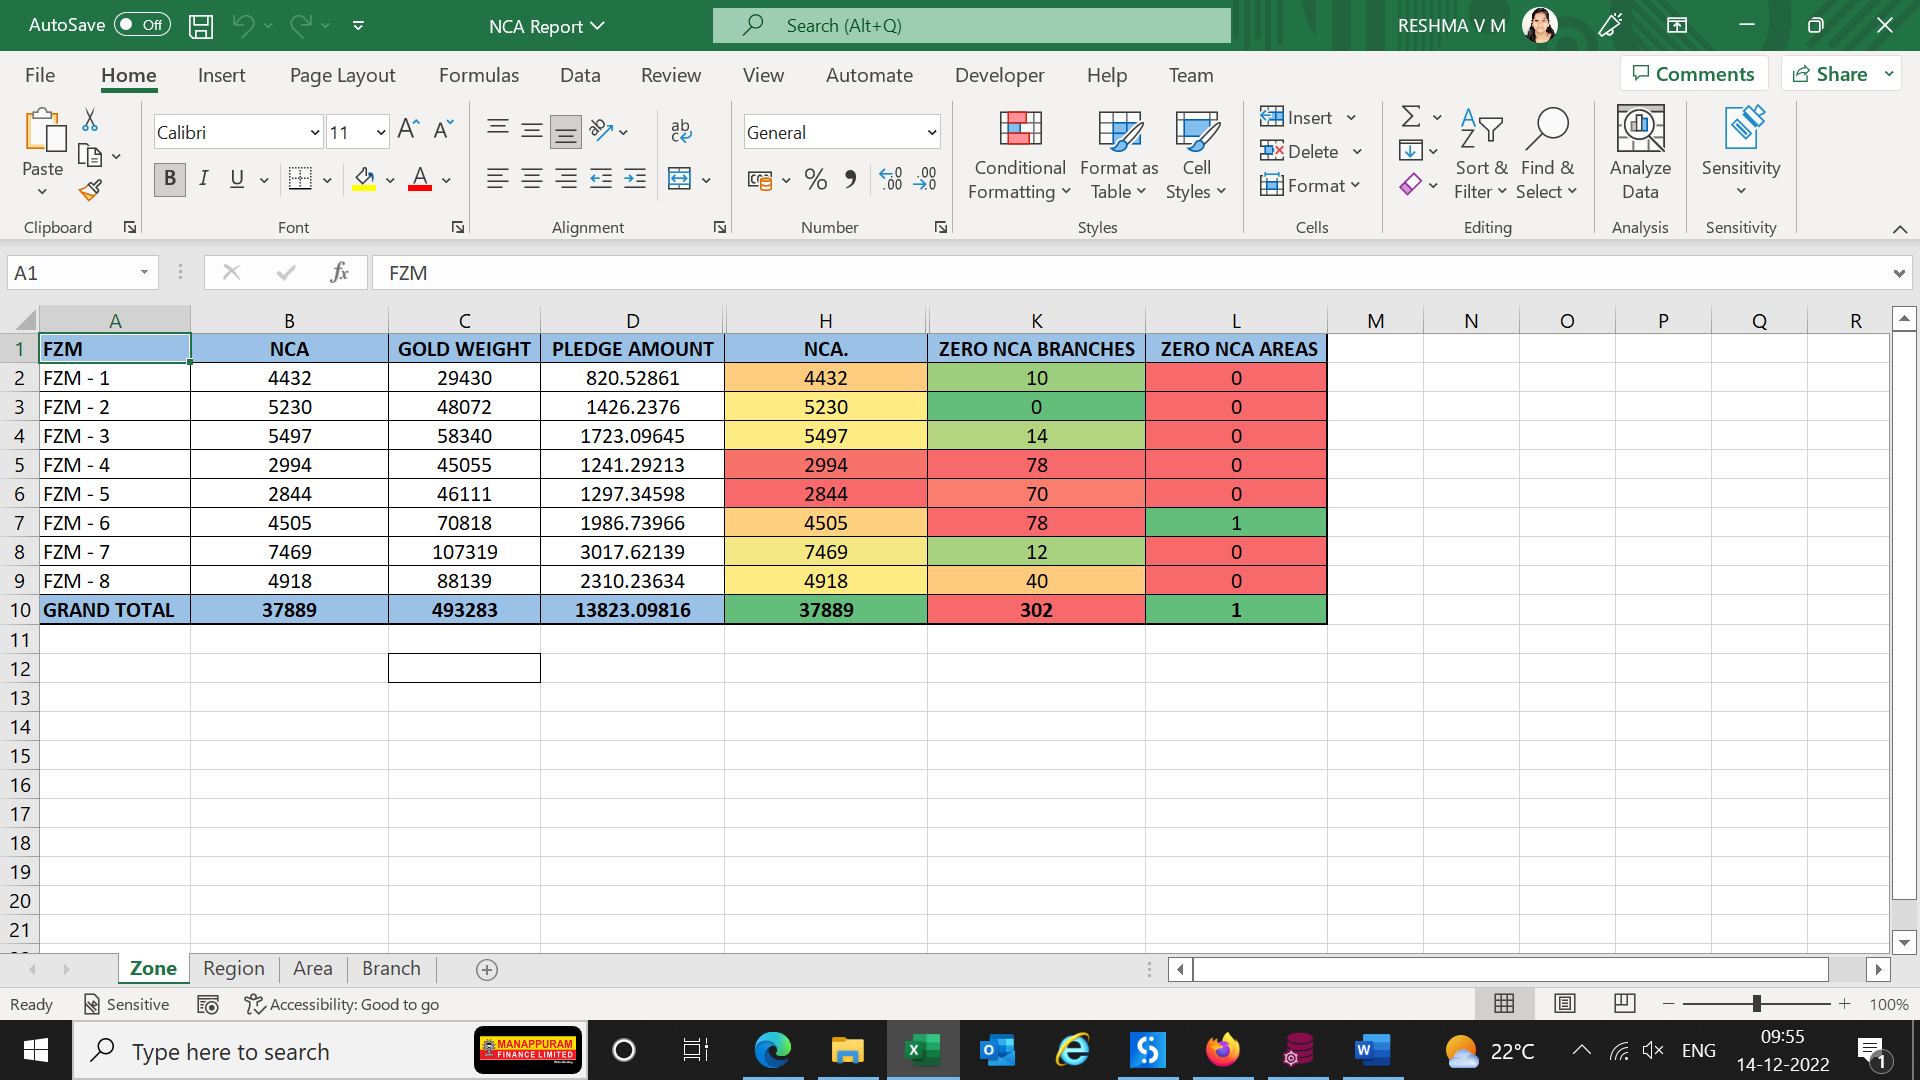 AutoSave Off NCA Report Search (Alt+Q) RESHMA V M
File Home Insert Page Layout Formulas Data Review View Automate Developer Help Team Comments Share
Calibri 11 General
Paste
B I U
Conditional Formatting
Format as Table
Cell Styles
Insert
Delete
Format
Sort & Filter
Find & Select
Analyze Data
Sensitivity
Clipboard Font Alignment Number Styles Cells Editing Analysis Sensitivity
A1 fx FZM
A B C D H K L M N O P Q R
1 FZM NCA GOLD WEIGHT PLEDGE AMOUNT NCA. ZERO NCA BRANCHES ZERO NCA AREAS
2 FZM - 1 4432 29430 820.52861 4432 10 0
3 FZM - 2 5230 48072 1426.2376 5230 0 0
4 FZM - 3 5497 58340 1723.09645 5497 14 0
5 FZM - 4 2994 45055 1241.29213 2994 78 0
6 FZM - 5 2844 46111 1297.34598 2844 70 0
7 FZM - 6 4505 70818 1986.73966 4505 78 1
8 FZM - 7 7469 107319 3017.62139 7469 12 0
9 FZM - 8 4918 88139 2310.23634 4918 40 0
10 GRAND TOTAL 37889 493283 13823.09816 37889 302 1
11
12
13
14
15
16
17
18
19
20
21
Zone Region Area Branch
Ready Sensitive Accessibility: Good to go 100%
Type here to search MANAPPURAM FINANCE LIMITED 22°C ENG 09:55
14-12-2022 1